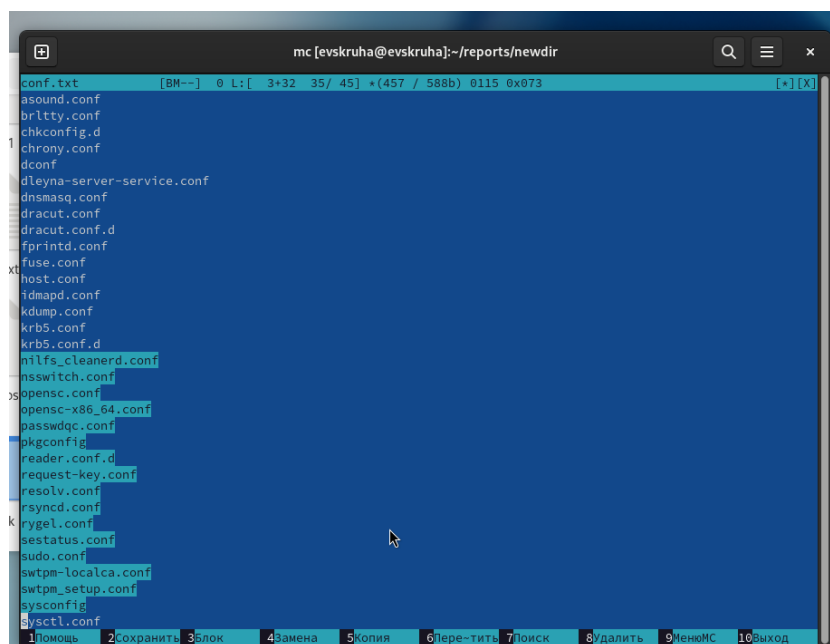 mc [evskruha@evskruha]:~/reports/newdir
conf.txt [BM--] 0 L:[ 3+32 35/ 45] *(457 / 588b) 0115 0x073 [*][X]
asound.conf
brltty.conf
chkconfig.d
chrony.conf
dconf
dleyna-server-service.conf
dnsmasq.conf
dracut.conf
dracut.conf.d
fprintd.conf
fuse.conf
host.conf
idmapd.conf
kdump.conf
krb5.conf
krb5.conf.d
nilfs_cleanerd.conf
nsswitch.conf
opensc.conf
opensc-x86_64.conf
passwdqc.conf
pkgconfig
reader.conf.d
request-key.conf
resolv.conf
rsyncd.conf
rygel.conf
sestatus.conf
sudo.conf
swtpm-localca.conf
swtpm_setup.conf
sysconfig
sysctl.conf
1Помощь 2Сохранить 3Блок 4Замена 5Копия 6Пере~тить 7Поиск 8Удалить 9МенюMC 10Выход